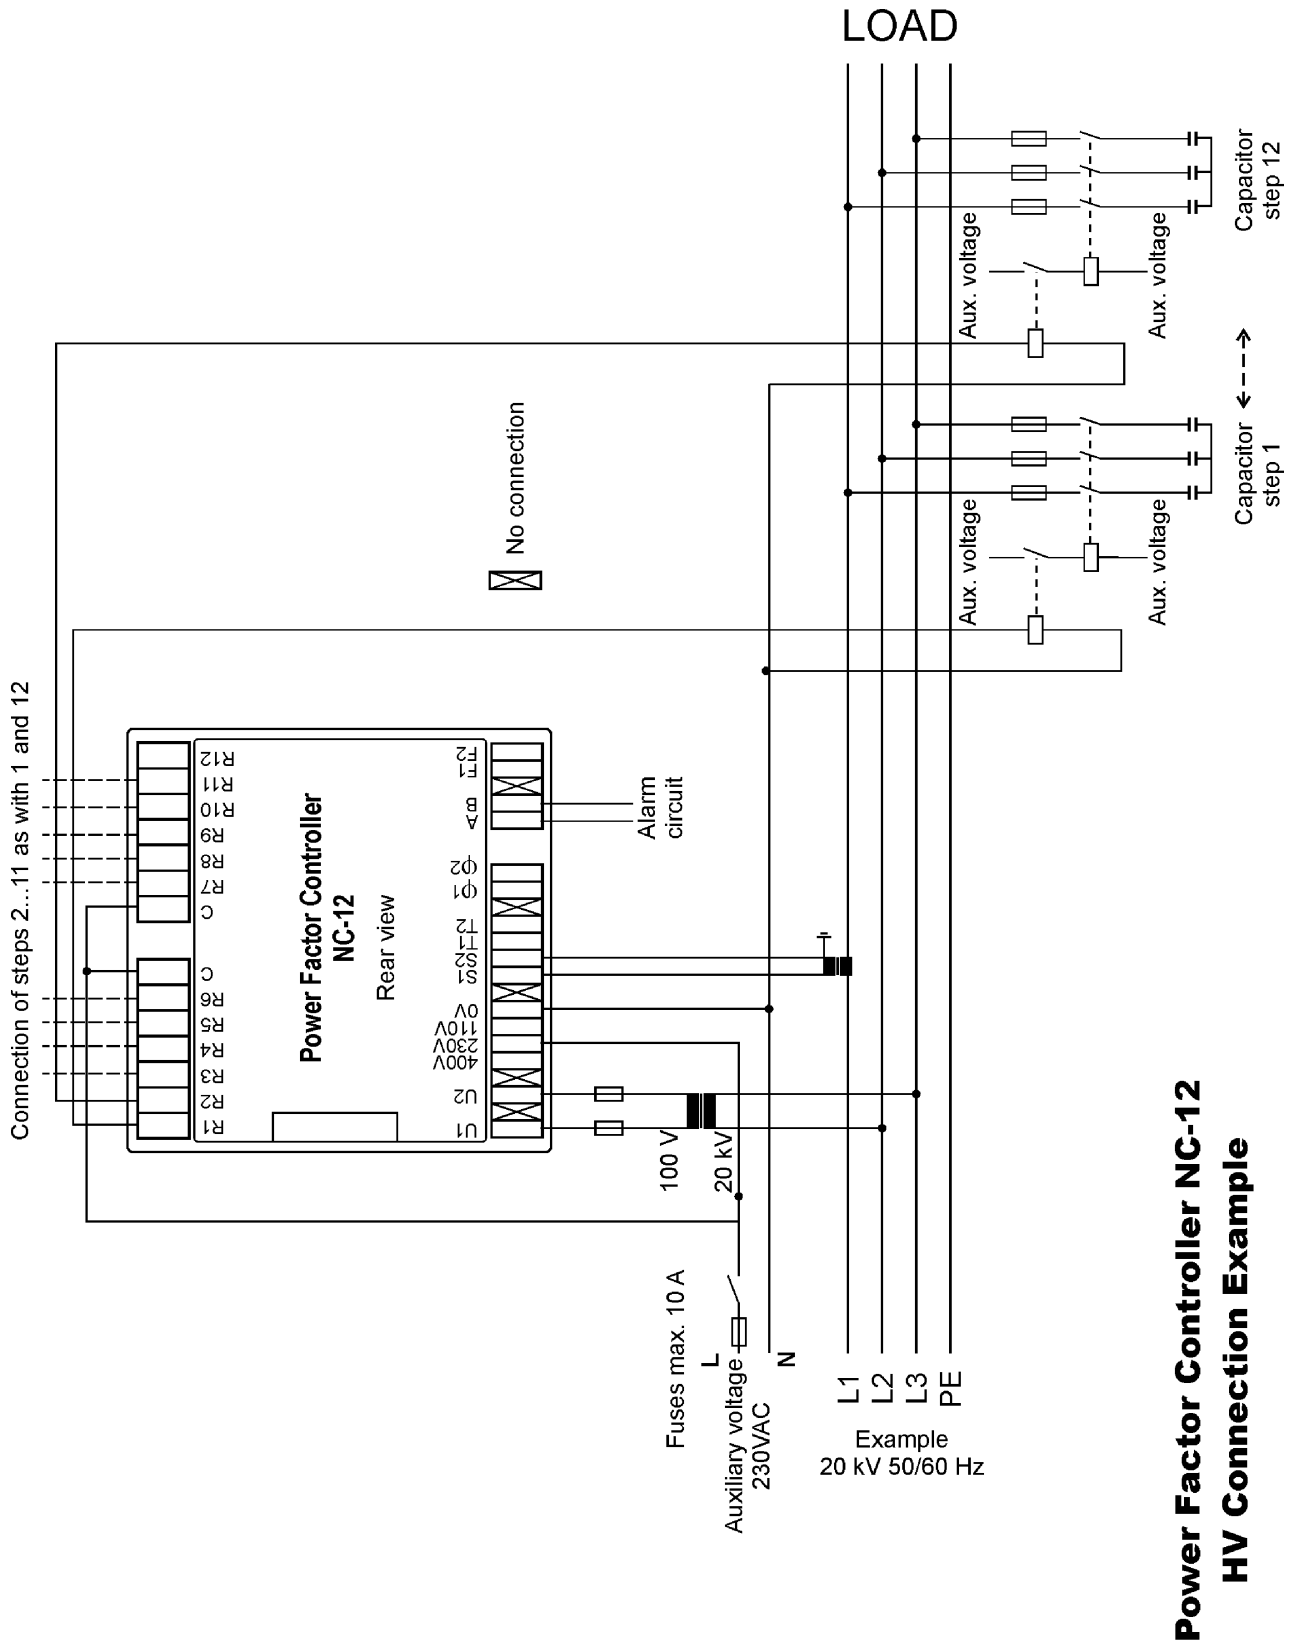 LOAD
Connection of steps 2...11 as with 1 and 12
R1
R2
R3
R4
R5
R6
C
C
R7
R8
R9
R10
R11
R12
Power Factor Controller
NC-12
Rear view
U1
U2
400V
230V
110V
0V
S1
S2
T1
T2
φ1
φ2
A
B
F1
F2
Alarm
circuit
No connection
100 V
20 kV
Fuses max. 10 A
L
Auxiliary voltage
230VAC
N
L1
L2
L3
PE
Example
20 kV 50/60 Hz
Aux. voltage
Aux. voltage
Capacitor
step 1
Aux. voltage
Aux. voltage
Capacitor
step 12
Power Factor Controller NC-12
HV Connection Example